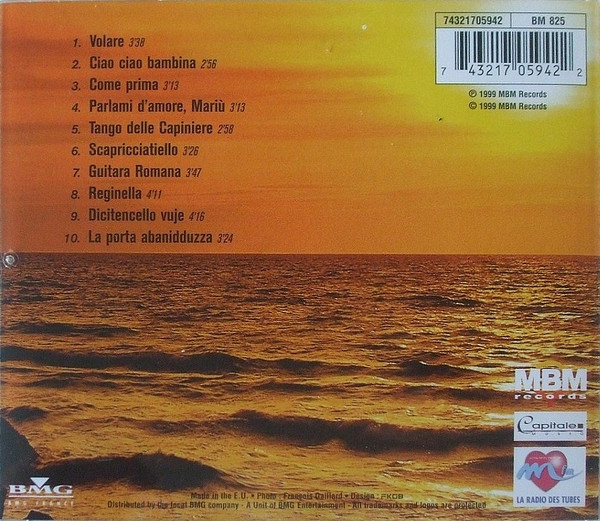 74321705942
BM 825
7 43217 05942 2
℗ 1999 MBM Records
© 1999 MBM Records
1. Volare 3'38
2. Ciao ciao bambina 2'56
3. Come prima 3'13
4. Parlami d'amore, Mariù 3'13
5. Tango delle Capiniere 2'58
6. Scapricciatiello 3'26
7. Guitara Romana 3'47
8. Reginella 4'11
9. Dicitencello vuje 4'16
10. La porta abanidduzza 3'24
MBM
records
Capitale
MUSIC
m fm
LA RADIO DES TUBES
BMG
BMG FRANCE
Made in the E.U. • Photo : François Gaillard • Design : FKGB
Distributed by the local BMG company - A Unit of BMG Entertainment - All trademarks and logos are protected